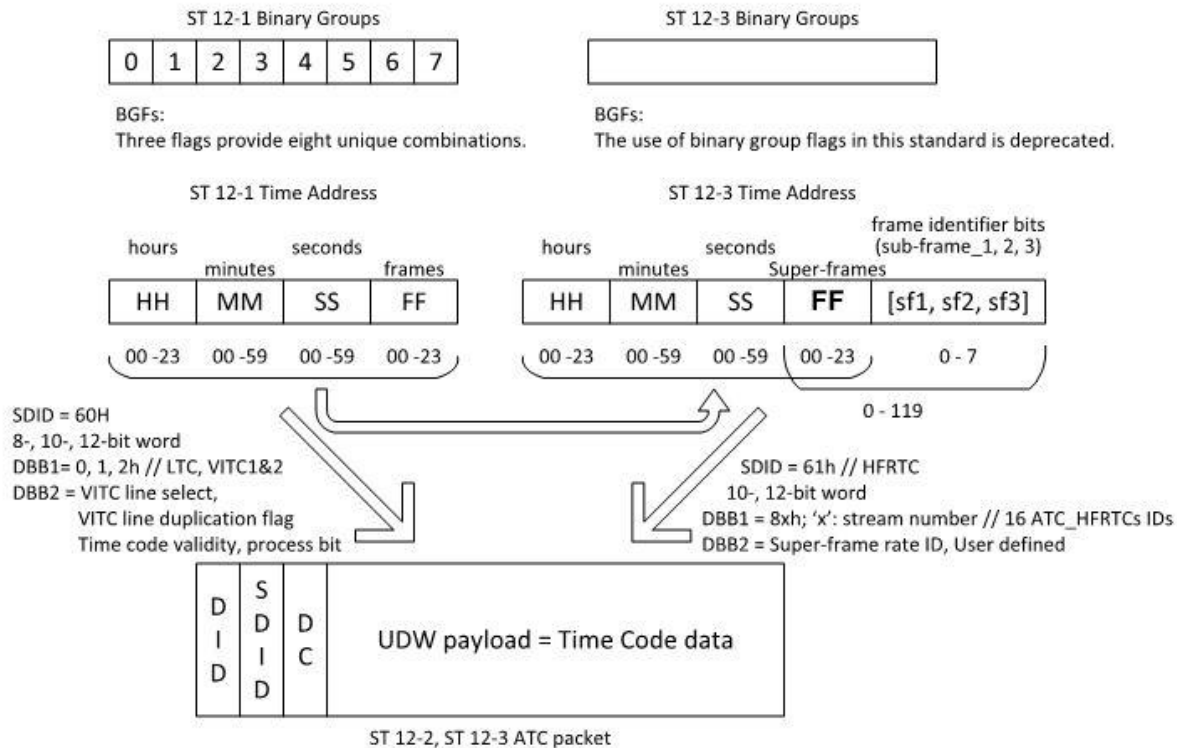 ST 12-1 Binary Groups
ST 12-3 Binary Groups
0 1 2 3 4 5 6 7
BGFs:
Three flags provide eight unique combinations.
BGFs:
The use of binary group flags in this standard is deprecated.
ST 12-1 Time Address
ST 12-3 Time Address
hours minutes seconds frames
HH MM SS FF
00 -23 00 -59 00 -59 00 -23
frame identifier bits
(sub-frame_1, 2, 3)
hours minutes seconds Super-frames
HH MM SS FF [sf1, sf2, sf3]
00 -23 00 -59 00 -59 00 -23 0 - 7
0 - 119
SDID = 60H
8-, 10-, 12-bit word
DBB1= 0, 1, 2h // LTC, VITC1&2
DBB2 = VITC line select,
VITC line duplication flag
Time code validity, process bit
SDID = 61h // HFRTC
10-, 12-bit word
DBB1 = 8xh; ‘x’: stream number // 16 ATC_HFRTCs IDs
DBB2 = Super-frame rate ID, User defined
DID
SDID
DC
UDW payload = Time Code data
ST 12-2, ST 12-3 ATC packet